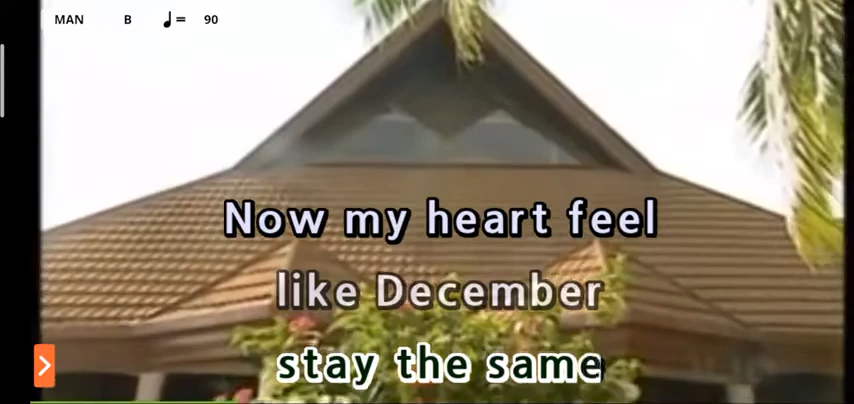 MAN B ♩= 90
Now my heart feel
like December
stay the same